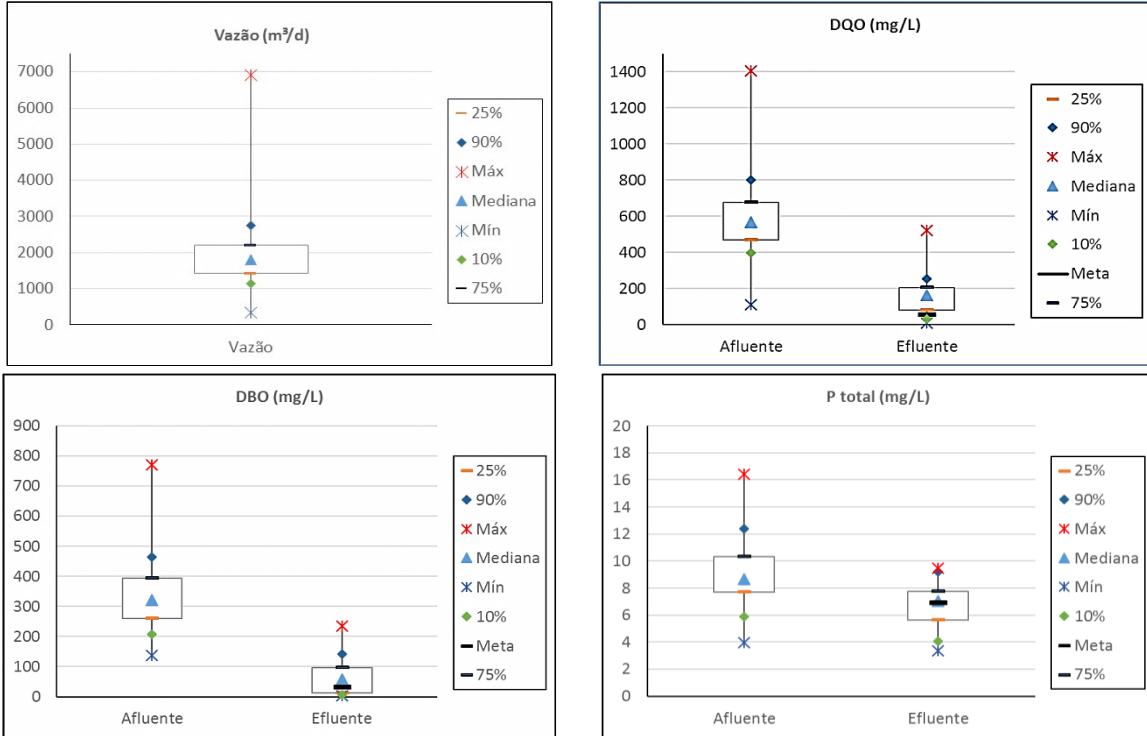 Vazão (m³/d)
7000
6000
5000
4000
3000
2000
1000
0
Vazão
25%
90%
Máx
Mediana
Mín
10%
75%
DQO (mg/L)
1400
1200
1000
800
600
400
200
0
Afluente Efluente
25%
90%
Máx
Mediana
Mín
10%
Meta
75%
DBO (mg/L)
900
800
700
600
500
400
300
200
100
0
Afluente Efluente
25%
90%
Máx
Mediana
Mín
10%
Meta
75%
P total (mg/L)
20
18
16
14
12
10
8
6
4
2
0
Afluente Efluente
25%
90%
Máx
Mediana
Mín
10%
Meta
75%